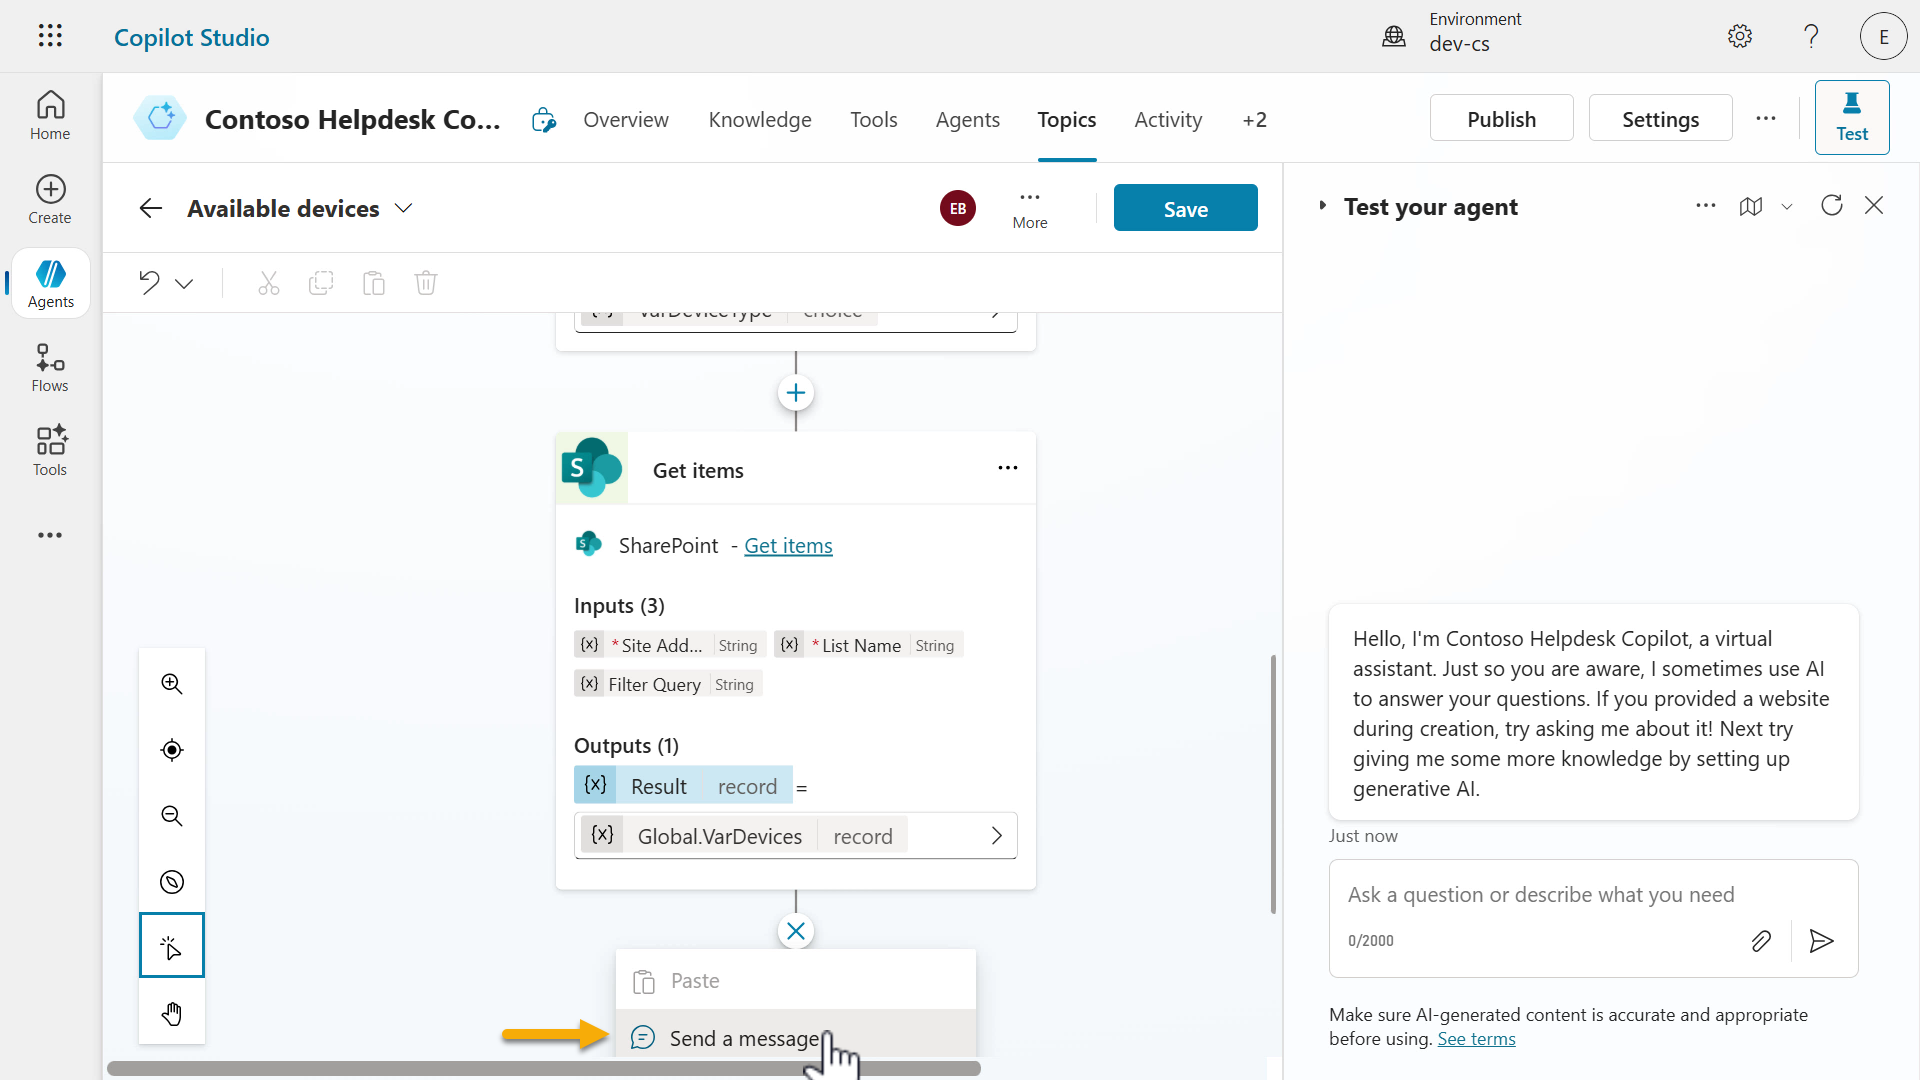 Copilot Studio
Environment
dev-cs
E
Home
Create
Agents
Flows
Tools
Contoso Helpdesk Co...
Overview
Knowledge
Tools
Agents
Topics
Activity
+2
Publish
Settings
Test
Available devices
EB
More
Save
VarDeviceType choice
Get items
SharePoint - Get items
Inputs (3)
{x} * Site Add... String {x} * List Name String
{x} Filter Query String
Outputs (1)
{x} Result record =
{x} Global.VarDevices record
Paste
Send a message
Test your agent
Hello, I'm Contoso Helpdesk Copilot, a virtual
assistant. Just so you are aware, I sometimes use AI
to answer your questions. If you provided a website
during creation, try asking me about it! Next try
giving me some more knowledge by setting up
generative AI.
Just now
Ask a question or describe what you need
0/2000
Make sure AI-generated content is accurate and appropriate
before using. See terms